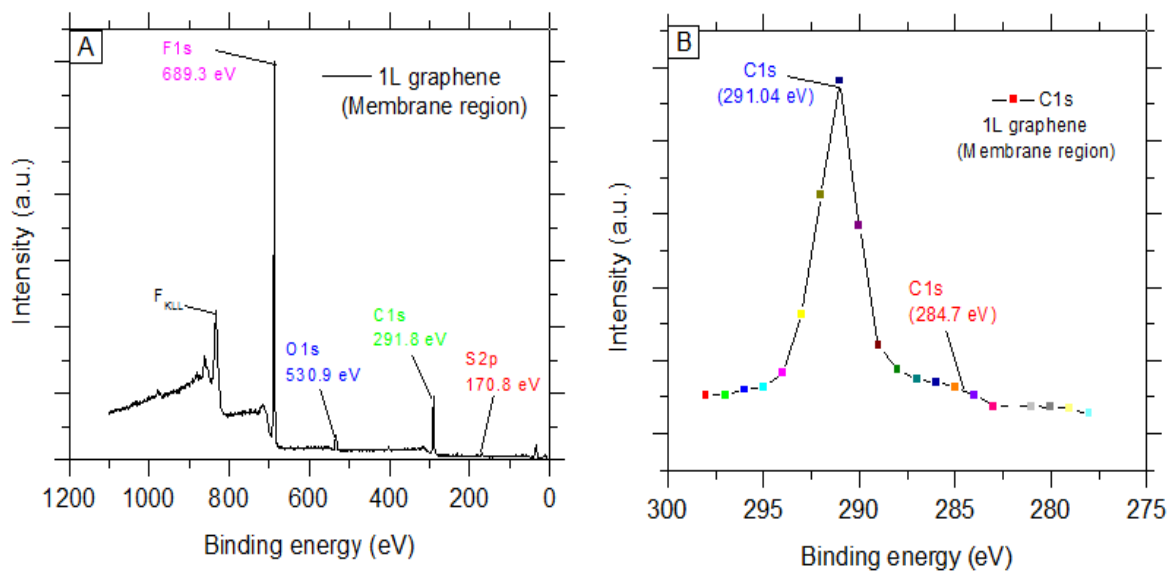 A
F1s
689.3 eV
1L graphene
(Membrane region)
F KLL
O1s
530.9 eV
C1s
291.8 eV
S2p
170.8 eV
Intensity (a.u.)
1200 1000 800 600 400 200 0
Binding energy (eV)
B
C1s
(291.04 eV)
C1s
1L graphene
(Membrane region)
C1s
(284.7 eV)
Intensity (a.u.)
300 295 290 285 280 275
Binding energy (eV)